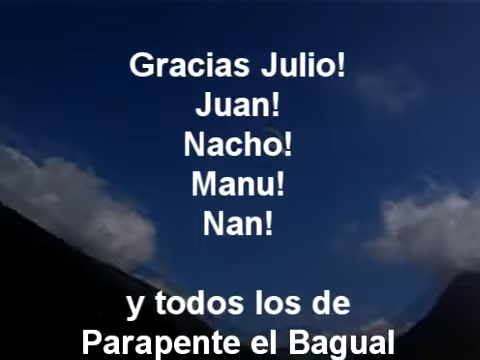 Gracias Julio!
Juan!
Nacho!
Manu!
Nan!
y todos los de
Parapente el Bagual